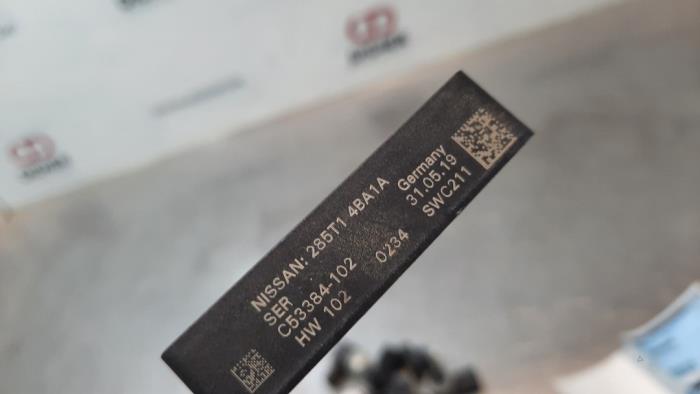 NISSAN: 285T1 4BA1A
SER
C53384-102 0234
HW 102
Germany
31.05.19
SWC211